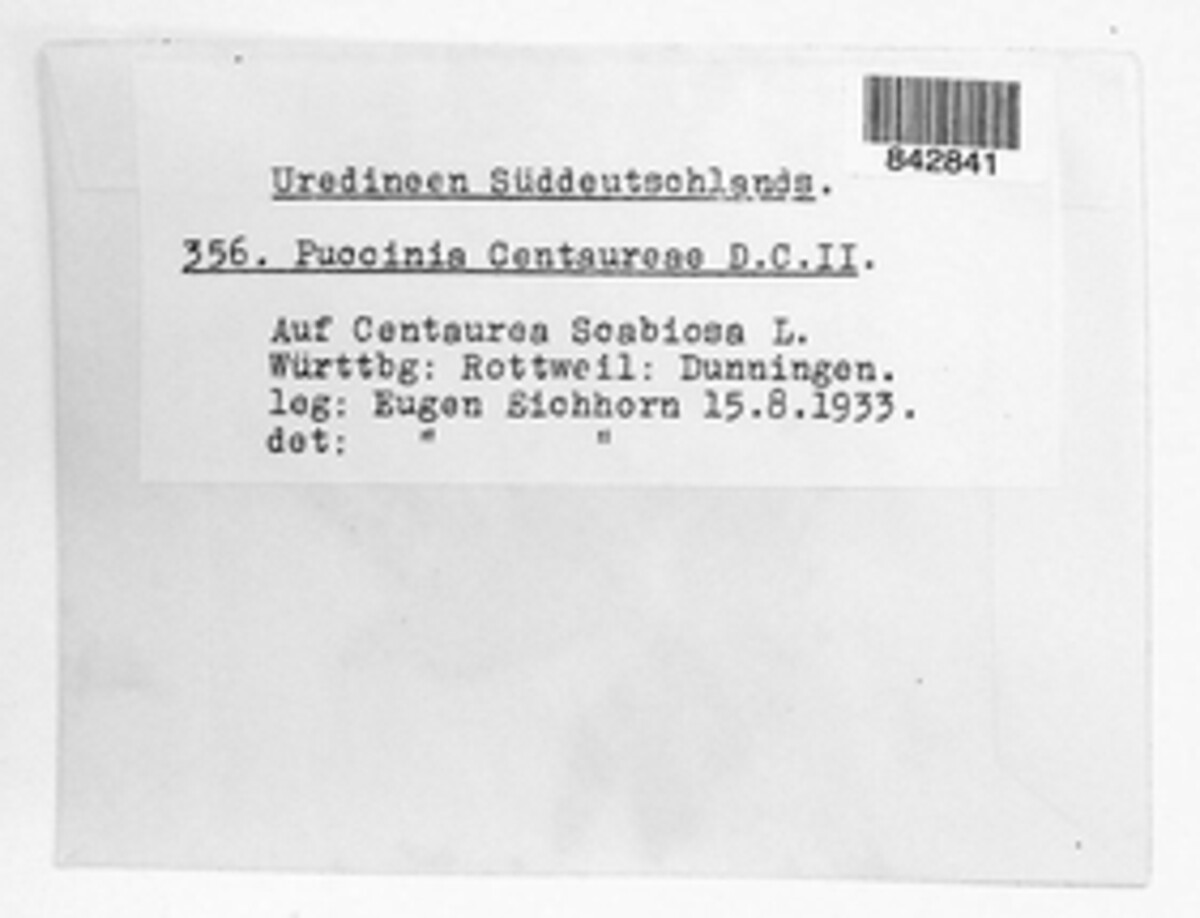 842841
Uredineen Süddeutschlands.
356. Puccinia Centaureae D.C.II.
Auf Centaurea Scabiosa L.
Württbg: Rottweil: Dunningen.
leg: Eugen Eichhorn 15.8.1933.
det: " "